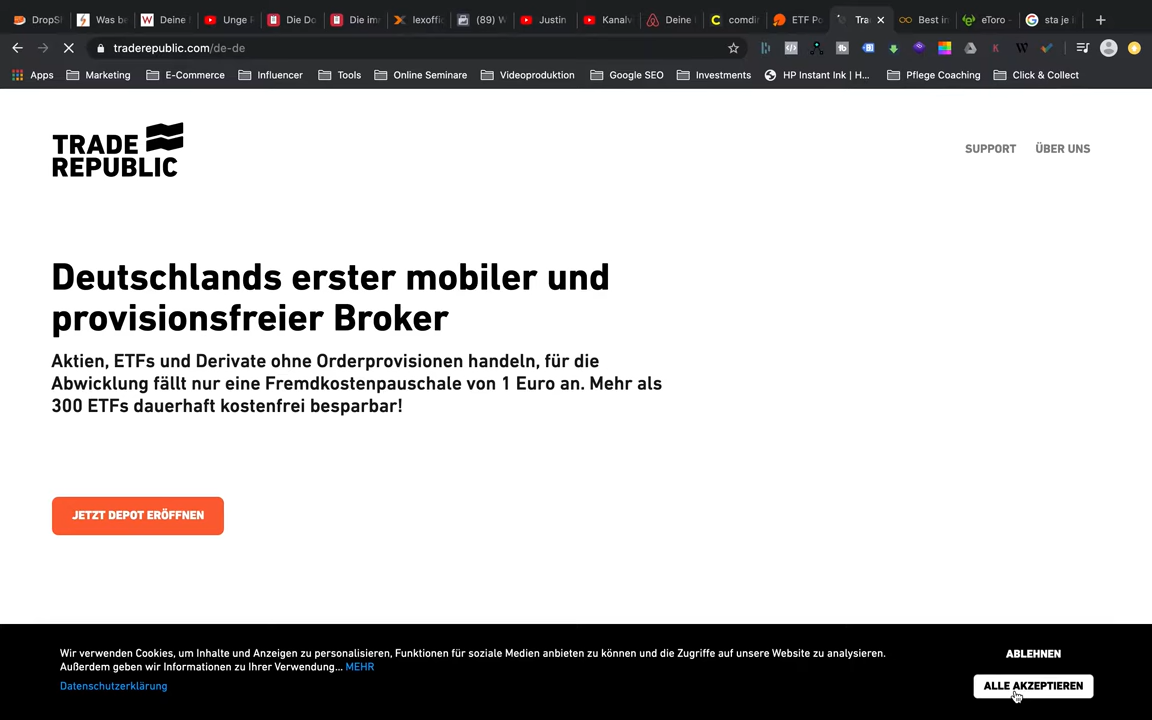 DropS
Was be
Deine
Unge F
Die Do
Die im
lexoffic
(89) W
Justin
Kanalv
Deine
comdi
ETF Po
Tra
Best in
eToro -
sta je i
traderepublic.com/de-de
Apps
Marketing
E-Commerce
Influencer
Tools
Online Seminare
Videoproduktion
Google SEO
Investments
HP Instant Ink | H...
Pflege Coaching
Click & Collect
TRADE
REPUBLIC
SUPPORT
ÜBER UNS
Deutschlands erster mobiler und
provisionsfreier Broker
Aktien, ETFs und Derivate ohne Orderprovisionen handeln, für die
Abwicklung fällt nur eine Fremdkostenpauschale von 1 Euro an. Mehr als
300 ETFs dauerhaft kostenfrei besparbar!
JETZT DEPOT ERÖFFNEN
Wir verwenden Cookies, um Inhalte und Anzeigen zu personalisieren, Funktionen für soziale Medien anbieten zu können und die Zugriffe auf unsere Website zu analysieren.
Außerdem geben wir Informationen zu Ihrer Verwendung... MEHR
Datenschutzerklärung
ABLEHNEN
ALLE AKZEPTIEREN